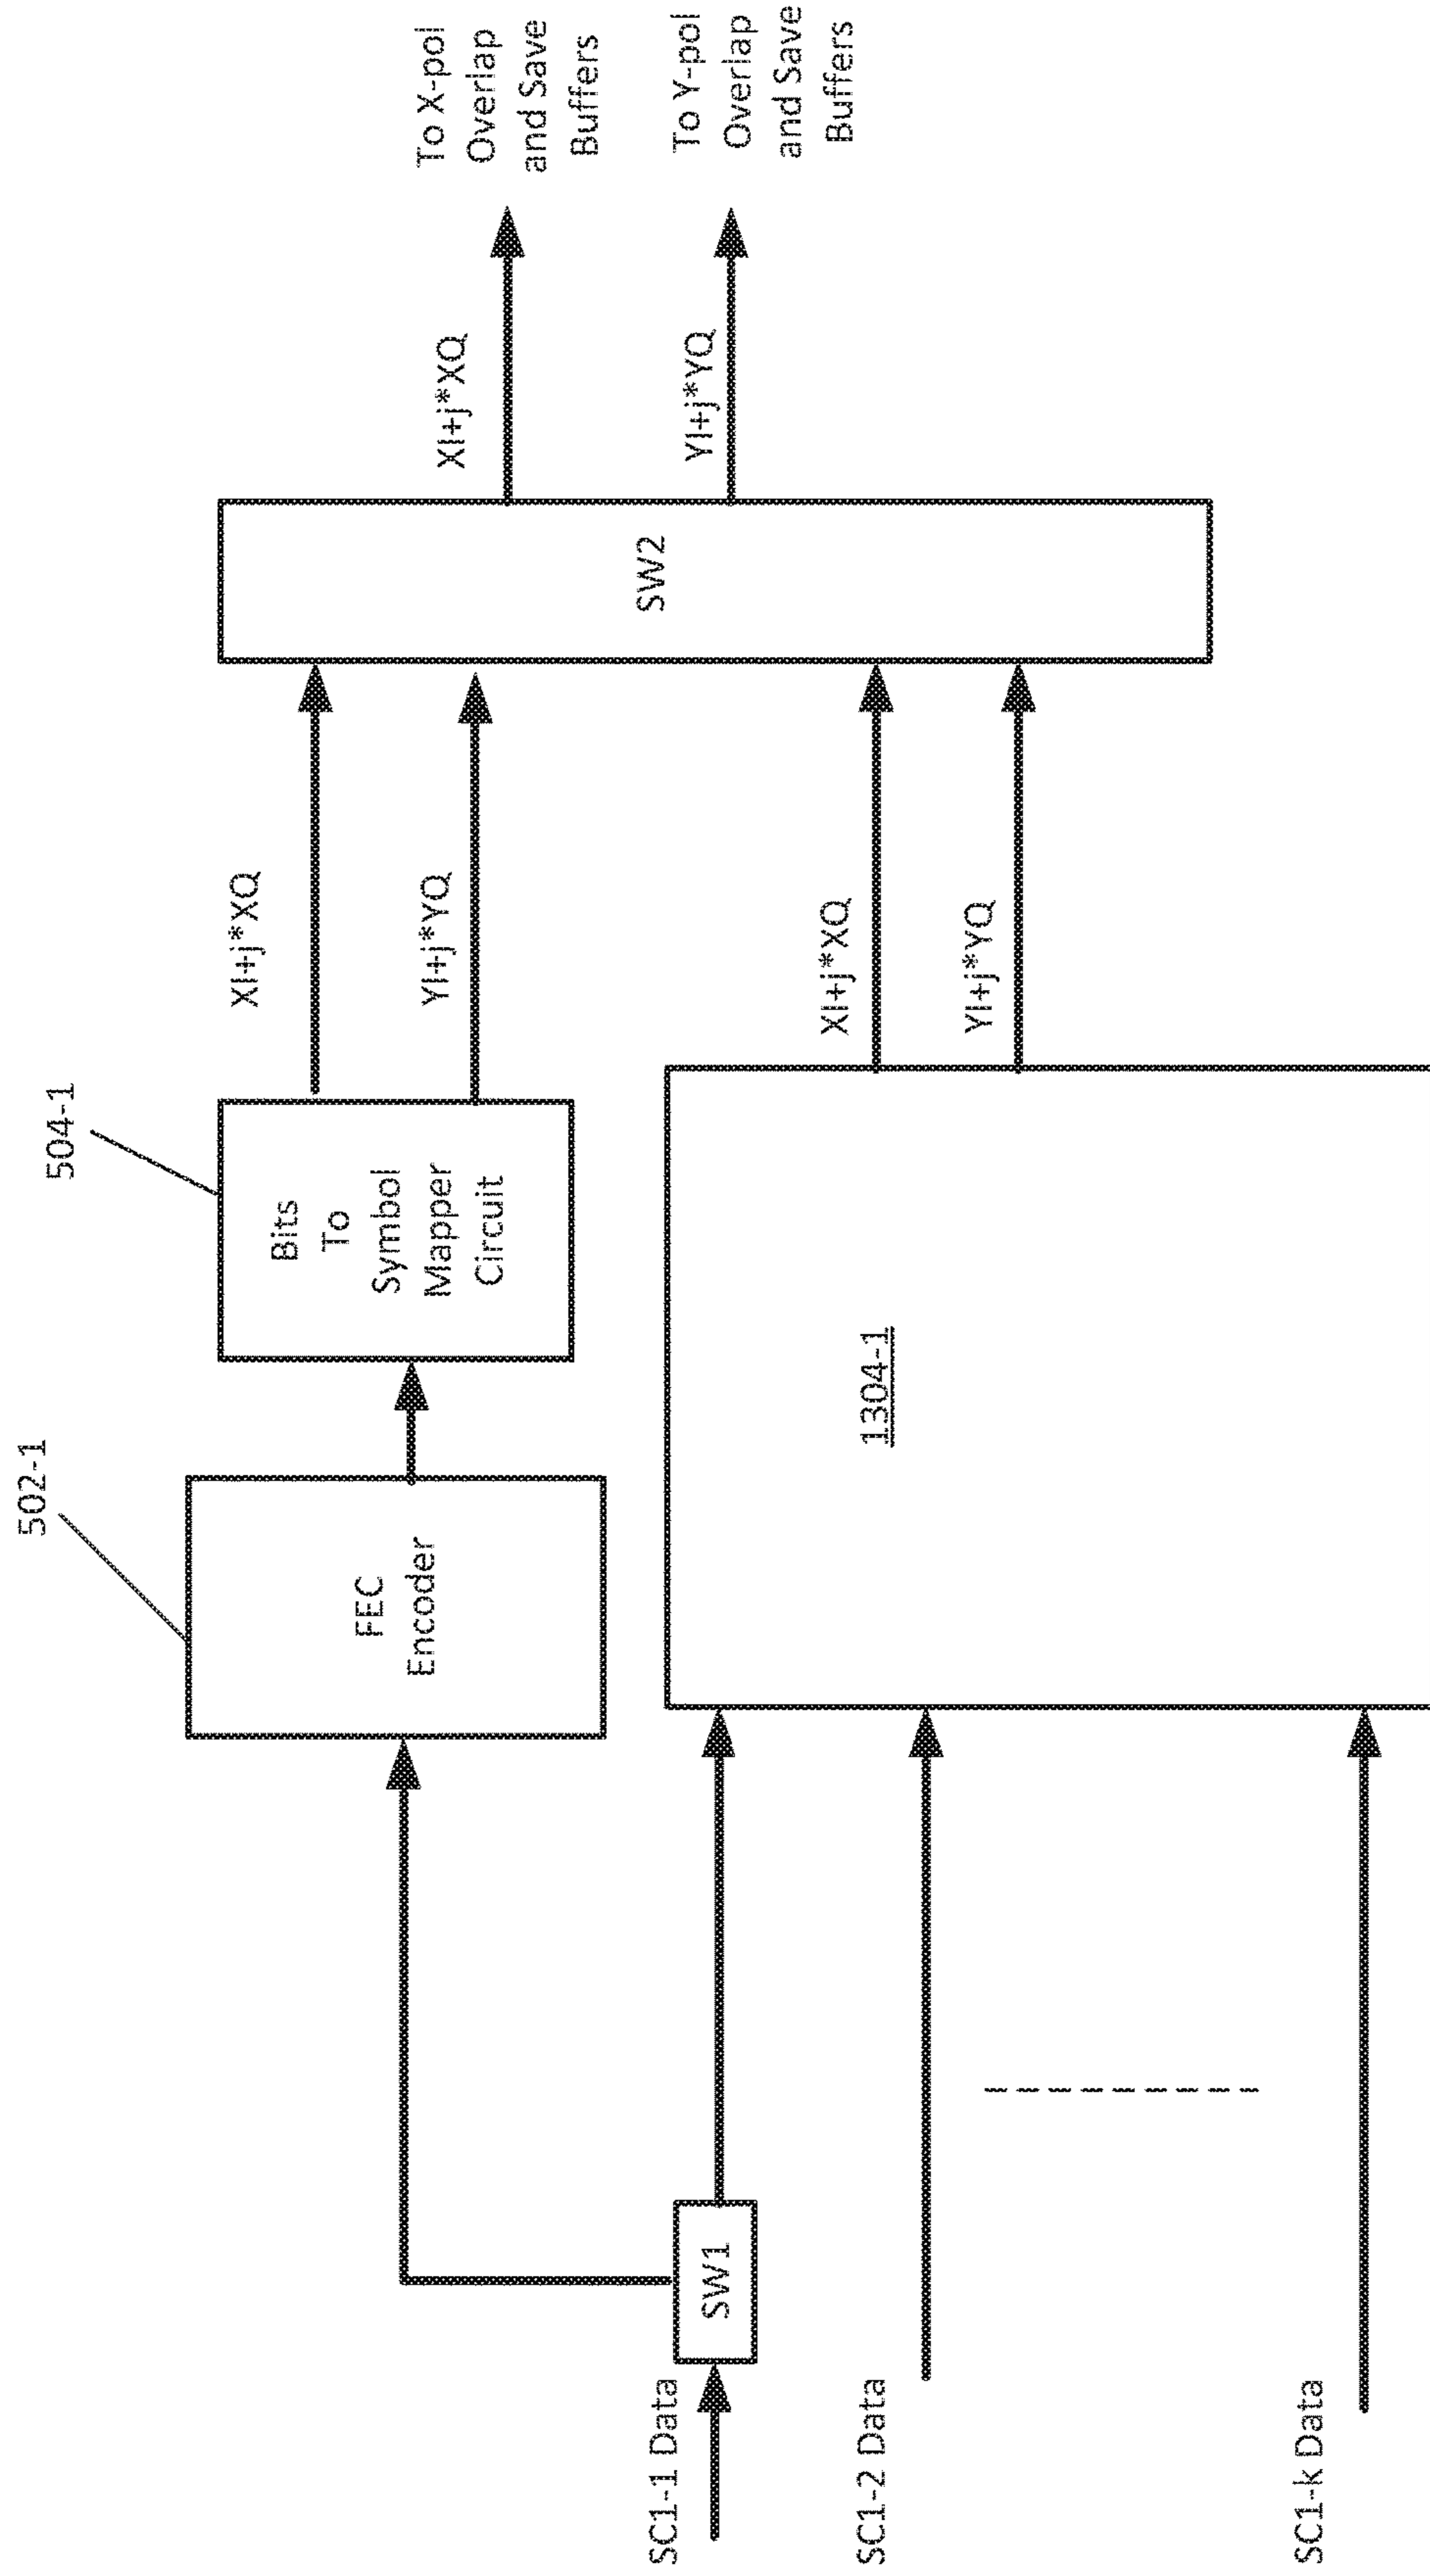 502-1
504-1
FEC
Encoder
Bits
To
Symbol
Mapper
Circuit
XI+j*XQ
YI+j*YQ
SW2
XI+j*XQ
To X-pol
Overlap
and Save
Buffers
YI+j*YQ
To Y-pol
Overlap
and Save
Buffers
SC1-1 Data
SW1
SC1-2 Data
SC1-k Data
1304-1
XI+j*XQ
YI+j*YQ